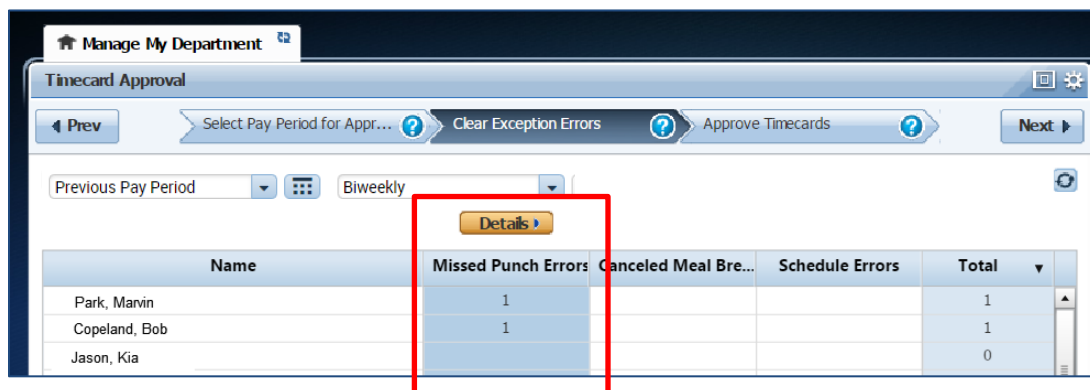 Manage My Department
Timecard Approval
Prev Select Pay Period for Appr... ? Clear Exception Errors ? Approve Timecards ? Next
Previous Pay Period Biweekly
Details
Name Missed Punch Errors Canceled Meal Bre... Schedule Errors Total
Park, Marvin 1 1
Copeland, Bob 1 1
Jason, Kia 0